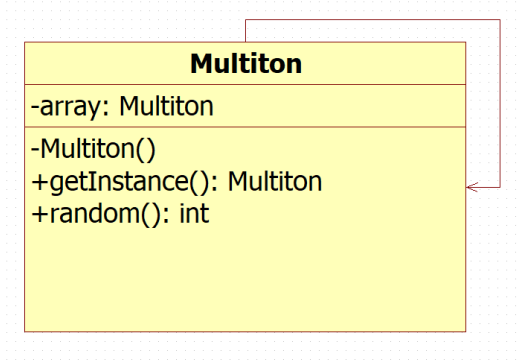 Multiton
-array: Multiton
-Multiton()
+getInstance(): Multiton
+random(): int